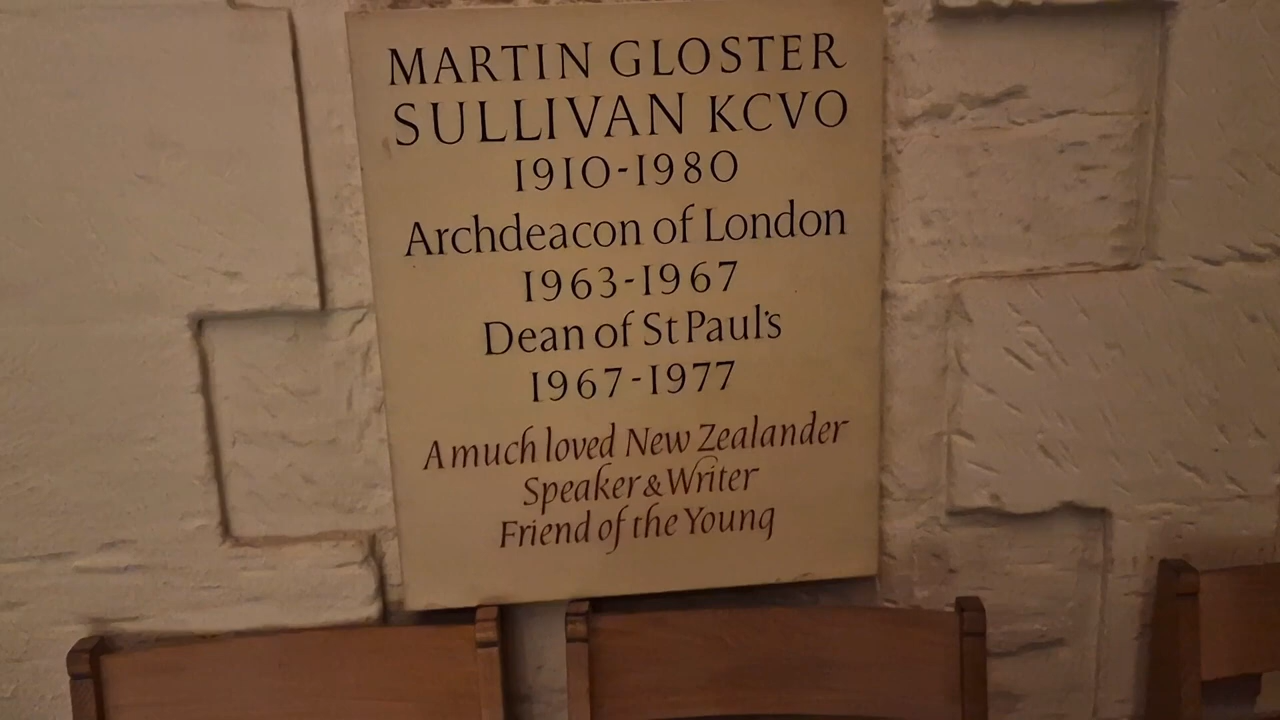 MARTIN GLOSTER
SULLIVAN KCVO
1910-1980
Archdeacon of London
1963-1967
Dean of St Paul's
1967-1977
A much loved New Zealander
Speaker & Writer
Friend of the Young